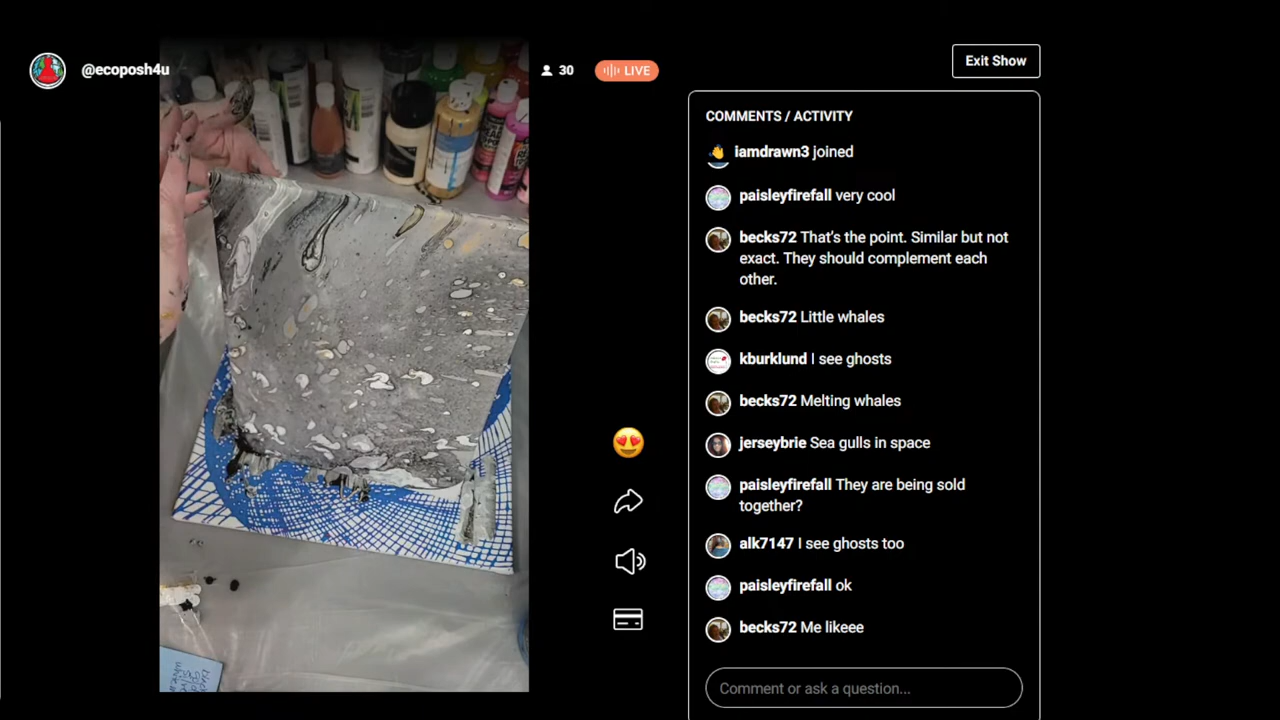 @ecoposh4u
30
LIVE
Exit Show
COMMENTS / ACTIVITY
iamdrawn3 joined
paisleyfirefall very cool
becks72 That's the point. Similar but not
exact. They should complement each
other.
becks72 Little whales
kburklund I see ghosts
becks72 Melting whales
jerseybrie Sea gulls in space
paisleyfirefall They are being sold
together?
alk7147 I see ghosts too
paisleyfirefall ok
becks72 Me likeee
Comment or ask a question...